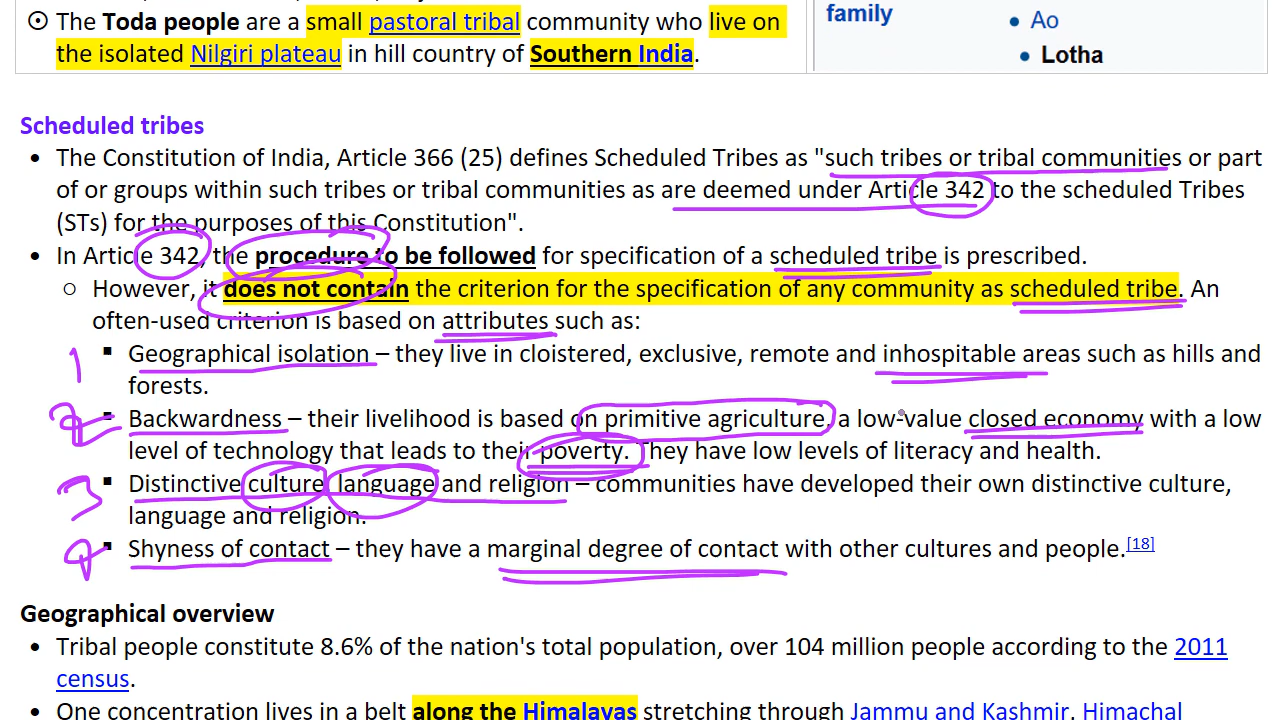 ⊙ The Toda people are a small pastoral tribal community who live on
the isolated Nilgiri plateau in hill country of Southern India.
family
• Ao
• Lotha
Scheduled tribes
• The Constitution of India, Article 366 (25) defines Scheduled Tribes as "such tribes or tribal communities or part
of or groups within such tribes or tribal communities as are deemed under Article 342 to the scheduled Tribes
(STs) for the purposes of this Constitution".
• In Article 342, the procedure to be followed for specification of a scheduled tribe is prescribed.
○ However, it does not contain the criterion for the specification of any community as scheduled tribe. An
often-used criterion is based on attributes such as:
1 ▪ Geographical isolation – they live in cloistered, exclusive, remote and inhospitable areas such as hills and
forests.
2 ▪ Backwardness – their livelihood is based on primitive agriculture, a low-value closed economy with a low
level of technology that leads to their poverty. They have low levels of literacy and health.
3 ▪ Distinctive culture, language and religion – communities have developed their own distinctive culture,
language and religion.
4 ▪ Shyness of contact – they have a marginal degree of contact with other cultures and people.[18]
Geographical overview
• Tribal people constitute 8.6% of the nation's total population, over 104 million people according to the 2011
census.
• One concentration lives in a belt along the Himalayas stretching through Jammu and Kashmir, Himachal